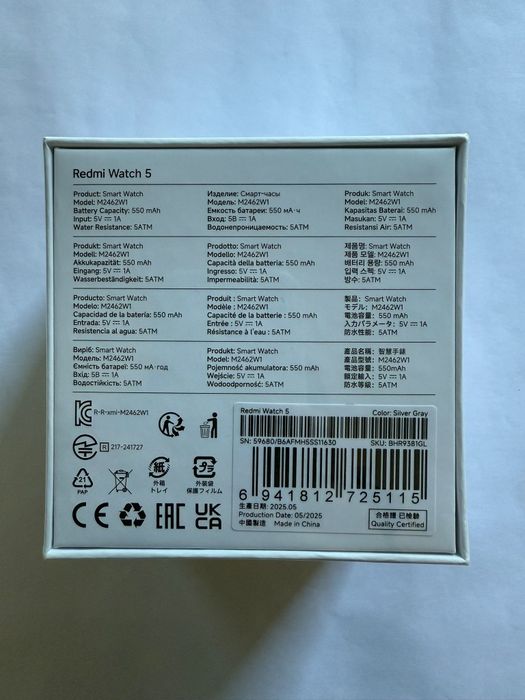 Redmi Watch 5
Product: Smart Watch
Model: M2462W1
Battery Capacity: 550 mAh
Input: 5V⎓1A
Water Resistance: 5ATM
Изделие: Смарт-часы
Модель: M2462W1
Емкость батареи: 550 мА·ч
Вход: 5В⎓1А
Водонепроницаемость: 5ATM
Produk: Smart Watch
Model: M2462W1
Kapasitas Baterai: 550 mAh
Masukan: 5V⎓1A
Resistansi Air: 5ATM
Produkt: Smart Watch
Modell: M2462W1
Akkukapazität: 550 mAh
Eingang: 5V⎓1A
Wasserbeständigkeit: 5ATM
Prodotto: Smart Watch
Modello: M2462W1
Capacità della batteria: 550 mAh
Ingresso: 5V⎓1A
Impermeabilità: 5ATM
제품명: Smart Watch
제품 모델: M2462W1
배터리 용량: 550 mAh
입력 스펙: 5V⎓1A
방수: 5ATM
Producto: Smart Watch
Modelo: M2462W1
Capacidad de la batería: 550 mAh
Entrada: 5V⎓1A
Resistencia al agua: 5ATM
Produit : Smart Watch
Modèle : M2462W1
Capacité de la batterie : 550 mAh
Entrée : 5V⎓1A
Résistance à l'eau : 5ATM
製品: Smart Watch
モデル: M2462W1
電池容量: 550 mAh
入力パラメータ: 5V⎓1A
防水性能: 5ATM
Виріб: Smart Watch
Модель: M2462W1
Ємність батареї: 550 мА·год
Вхід: 5В⎓1А
Водостійкість: 5ATM
Produkt: Smart Watch
Model: M2462W1
Pojemność akumulatora: 550 mAh
Wejście: 5V⎓1A
Wodoodporność: 5ATM
產品名稱: 智慧手錶
產品型號: M2462W1
電池容量: 550mAh
額定輸入: 5V⎓1A
防水等級: 5ATM
R-R-xmi-M2462W1
R 217-241727
21
PAP
紙
外箱
トレイ
プラ
外装袋
保護フィルム
CE
EAC
UK
CA
Redmi Watch 5
Color: Silver Gray
SN: 59680/B6AFMH5SS11630
SKU: BHR9381GL
6 941812 725115
生產日期: 2025.05
Production Date: 05/2025
中國製造 Made in China
合格證 已檢驗
Quality Certified